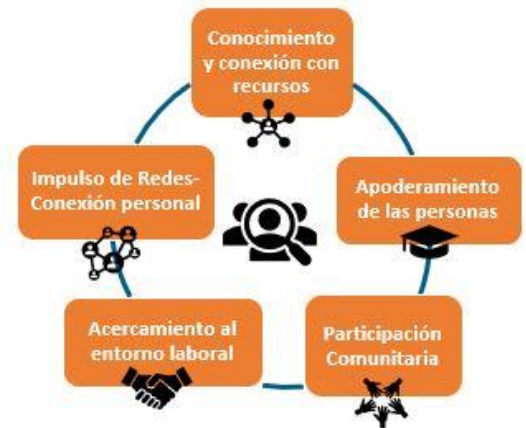 Conocimiento
y conexión con
recursos
Impulso de Redes-
Conexión personal
Apoderamiento
de las personas
Acercamiento al
entorno laboral
Participación
Comunitaria